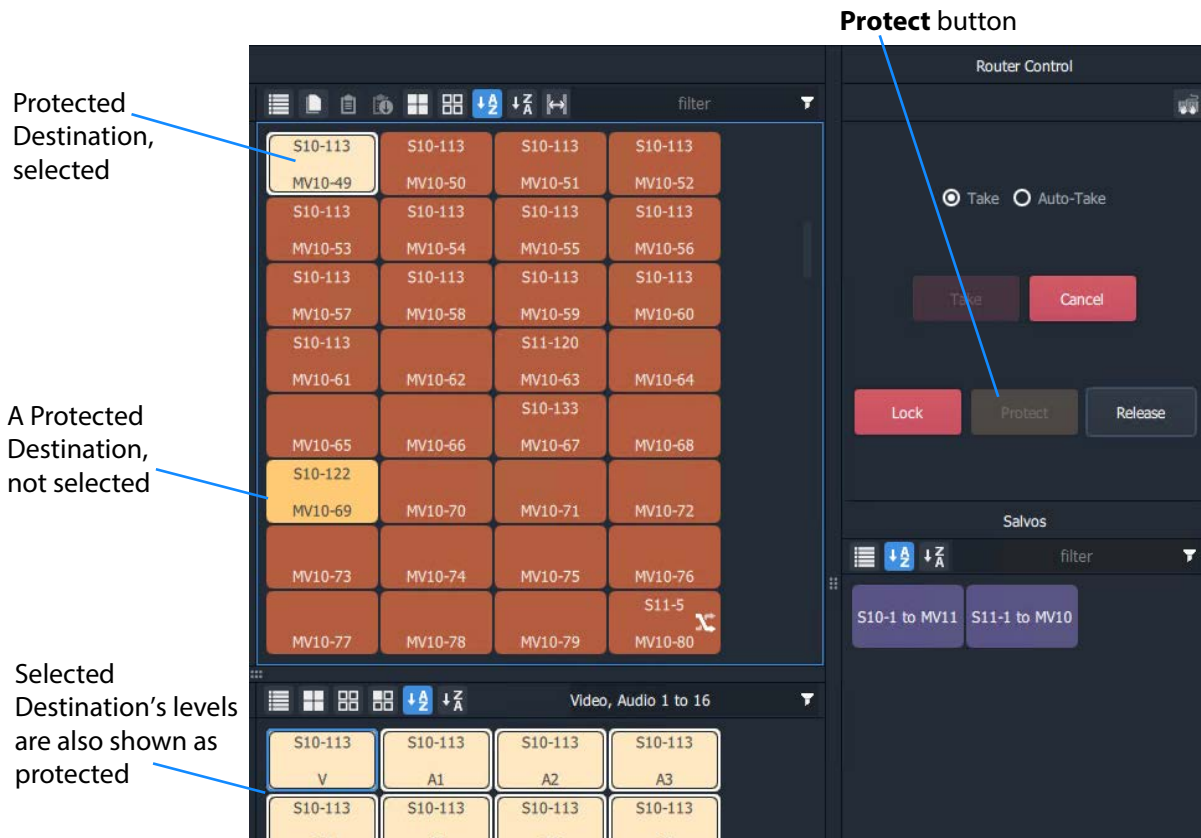 Protect button
Router Control
Protected
Destination,
selected
filter
S10-113 S10-113 S10-113 S10-113
MV10-49 MV10-50 MV10-51 MV10-52
S10-113 S10-113 S10-113 S10-113
MV10-53 MV10-54 MV10-55 MV10-56
Take Auto-Take
S10-113 S10-113 S10-113 S10-113
MV10-57 MV10-58 MV10-59 MV10-60
Take Cancel
S10-113 S11-120
MV10-61 MV10-62 MV10-63 MV10-64
A Protected
Destination,
not selected
S10-133
MV10-65 MV10-66 MV10-67 MV10-68
Lock Protect Release
S10-122
MV10-69 MV10-70 MV10-71 MV10-72
Salvos
filter
MV10-73 MV10-74 MV10-75 MV10-76
S11-5
MV10-77 MV10-78 MV10-79 MV10-80
S10-1 to MV11 S11-1 to MV10
Selected
Destination's levels
are also shown as
protected
Video, Audio 1 to 16
S10-113 S10-113 S10-113 S10-113
V A1 A2 A3
S10-113 S10-113 S10-113 S10-113